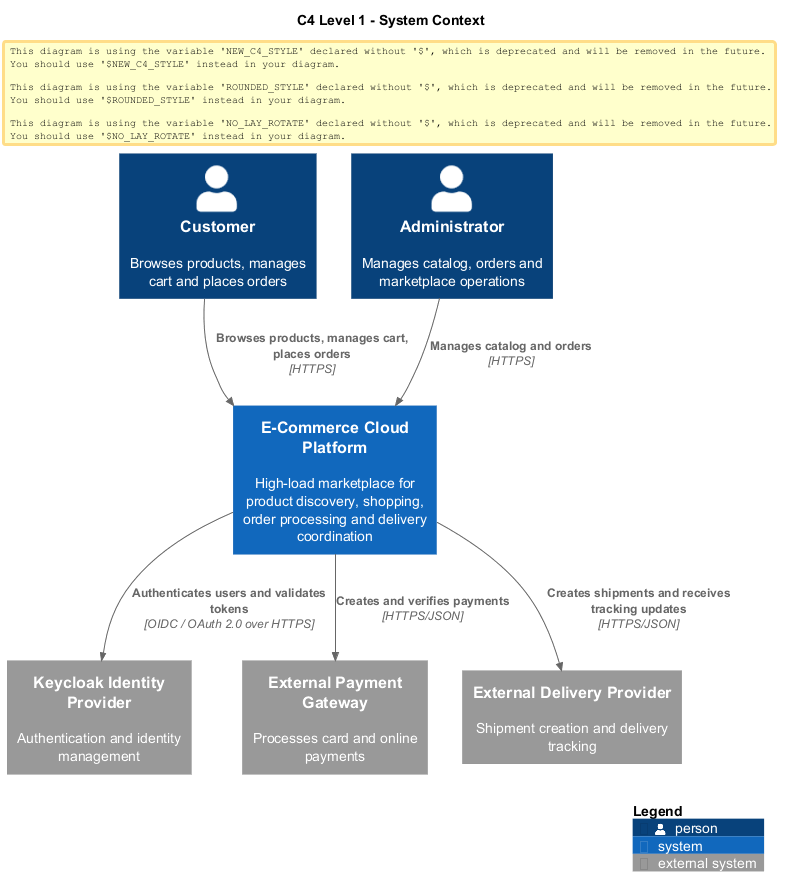 C4 Level 1 - System Context
This diagram is using the variable 'NEW_C4_STYLE' declared without '$', which is deprecated and will be removed in the future.
You should use '$NEW_C4_STYLE' instead in your diagram.
This diagram is using the variable 'ROUNDED_STYLE' declared without '$', which is deprecated and will be removed in the future.
You should use '$ROUNDED_STYLE' instead in your diagram.
This diagram is using the variable 'NO_LAY_ROTATE' declared without '$', which is deprecated and will be removed in the future.
You should use '$NO_LAY_ROTATE' instead in your diagram.
Customer
Browses products, manages
cart and places orders
Administrator
Manages catalog, orders and
marketplace operations
Browses products, manages cart,
places orders
[HTTPS]
Manages catalog and orders
[HTTPS]
E-Commerce Cloud
Platform
High-load marketplace for
product discovery, shopping,
order processing and delivery
coordination
Authenticates users and validates
tokens
[OIDC / OAuth 2.0 over HTTPS]
Creates and verifies payments
[HTTPS/JSON]
Creates shipments and receives
tracking updates
[HTTPS/JSON]
Keycloak Identity
Provider
Authentication and identity
management
External Payment
Gateway
Processes card and online
payments
External Delivery Provider
Shipment creation and delivery
tracking
Legend
person
system
external system